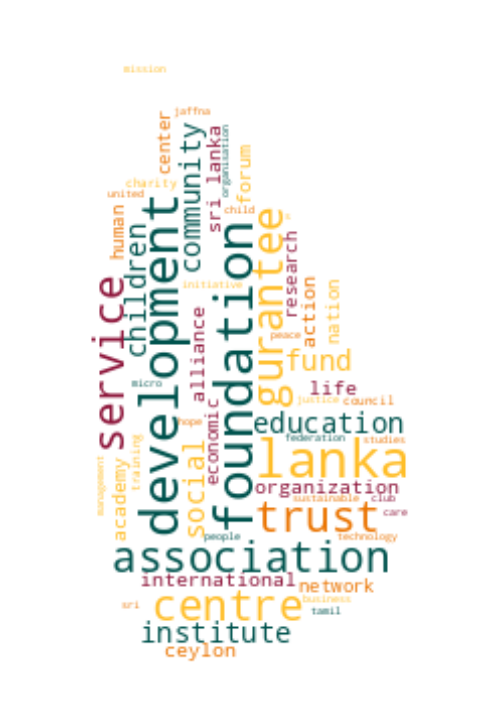 mission
jaffna
center
community
sri lanka
organisation
forum
charity
united
child
human
children
development
foundation
gurantee
research
service
initiative
action
nation
alliance
peace
fund
micro
life
justice
council
economic
hope
education
federation
studies
lanka
social
training
academy
management
organization
sustainable
club
care
trust
people
technology
association
international
network
centre
business
sri
tamil
institute
ceylon